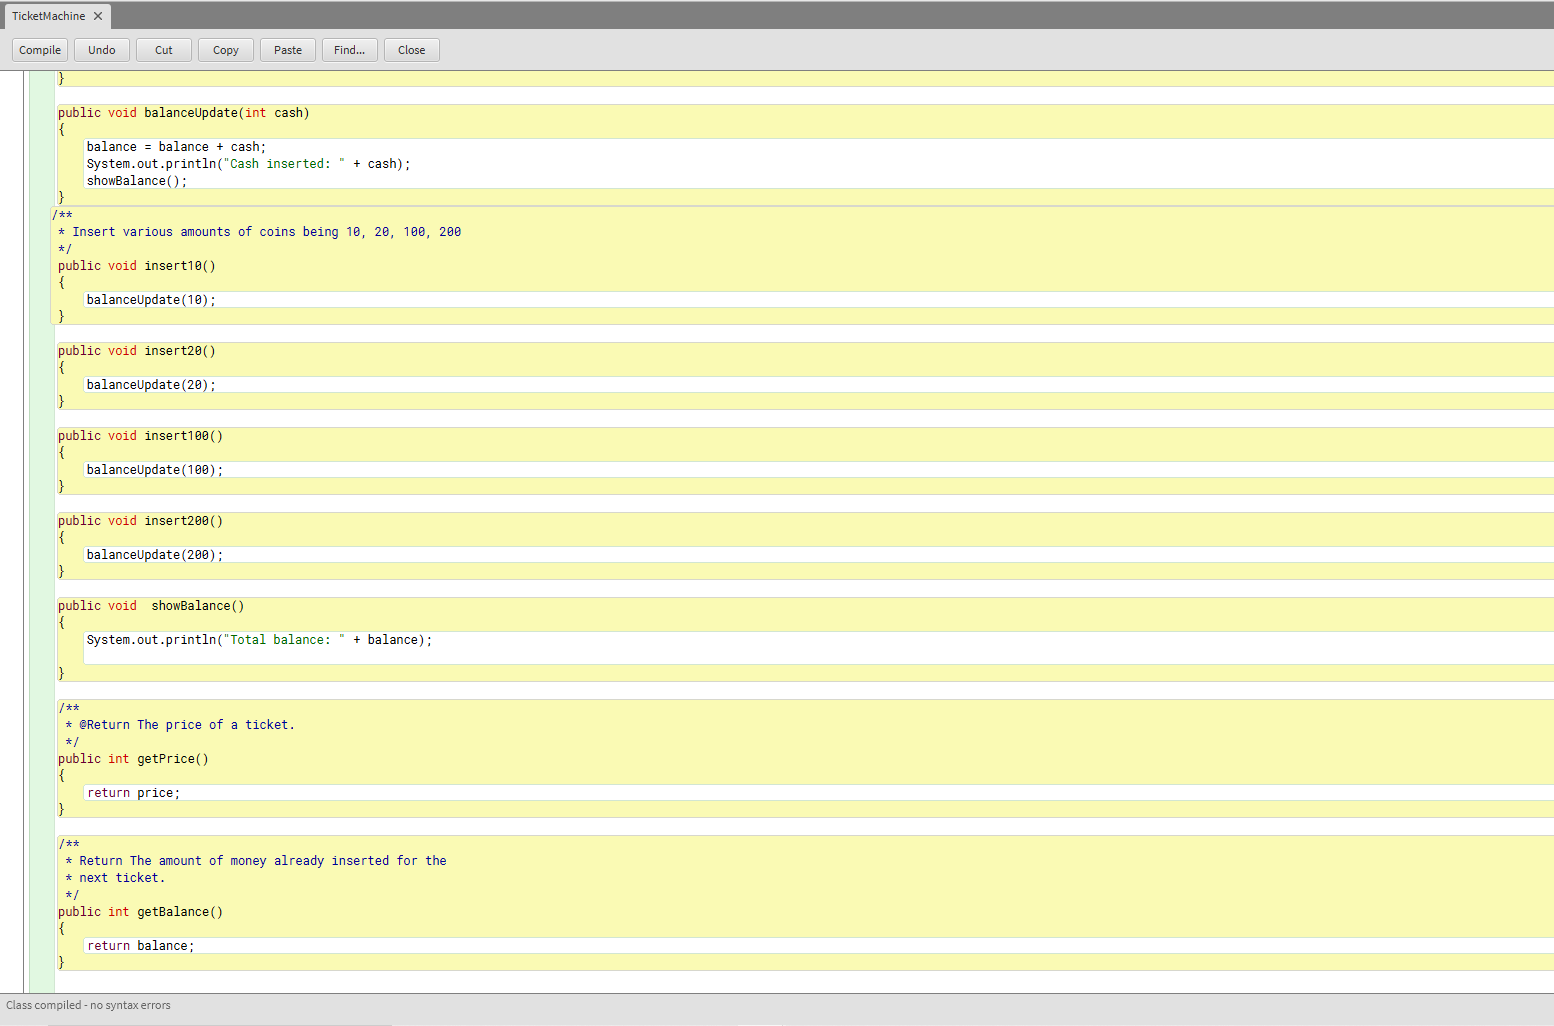 TicketMachine ×
Compile Undo Cut Copy Paste Find... Close
}
public void balanceUpdate(int cash)
{
balance = balance + cash;
System.out.println("Cash inserted: " + cash);
showBalance();
}
/**
* Insert various amounts of coins being 10, 20, 100, 200
*/
public void insert10()
{
balanceUpdate(10);
}
public void insert20()
{
balanceUpdate(20);
}
public void insert100()
{
balanceUpdate(100);
}
public void insert200()
{
balanceUpdate(200);
}
public void  showBalance()
{
System.out.println("Total balance: " + balance);
}
/**
* @Return The price of a ticket.
*/
public int getPrice()
{
return price;
}
/**
* Return The amount of money already inserted for the
* next ticket.
*/
public int getBalance()
{
return balance;
}
Class compiled - no syntax errors